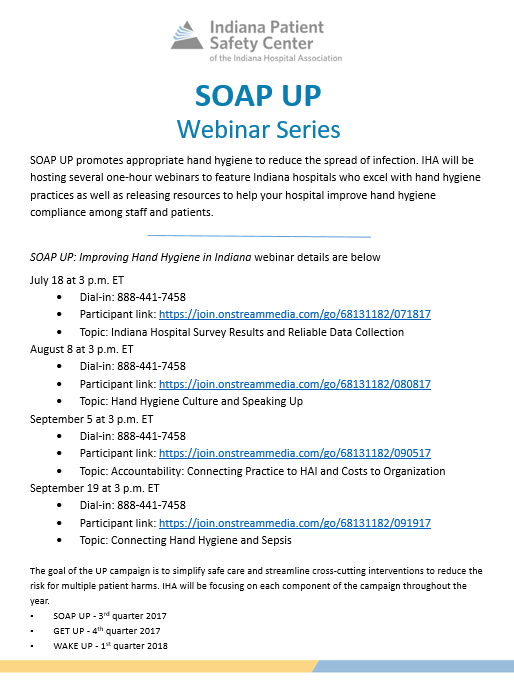 Indiana Patient
Safety Center
of the Indiana Hospital Association
SOAP UP
Webinar Series
SOAP UP promotes appropriate hand hygiene to reduce the spread of infection. IHA will be
hosting several one-hour webinars to feature Indiana hospitals who excel with hand hygiene
practices as well as releasing resources to help your hospital improve hand hygiene
compliance among staff and patients.
SOAP UP: Improving Hand Hygiene in Indiana webinar details are below
July 18 at 3 p.m. ET
• Dial-in: 888-441-7458
• Participant link: https://join.onstreammedia.com/go/68131182/071817
• Topic: Indiana Hospital Survey Results and Reliable Data Collection
August 8 at 3 p.m. ET
• Dial-in: 888-441-7458
• Participant link: https://join.onstreammedia.com/go/68131182/080817
• Topic: Hand Hygiene Culture and Speaking Up
September 5 at 3 p.m. ET
• Dial-in: 888-441-7458
• Participant link: https://join.onstreammedia.com/go/68131182/090517
• Topic: Accountability: Connecting Practice to HAI and Costs to Organization
September 19 at 3 p.m. ET
• Dial-in: 888-441-7458
• Participant link: https://join.onstreammedia.com/go/68131182/091917
• Topic: Connecting Hand Hygiene and Sepsis
The goal of the UP campaign is to simplify safe care and streamline cross-cutting interventions to reduce the
risk for multiple patient harms. IHA will be focusing on each component of the campaign throughout the
year.
• SOAP UP - 3rd quarter 2017
• GET UP - 4th quarter 2017
• WAKE UP - 1st quarter 2018